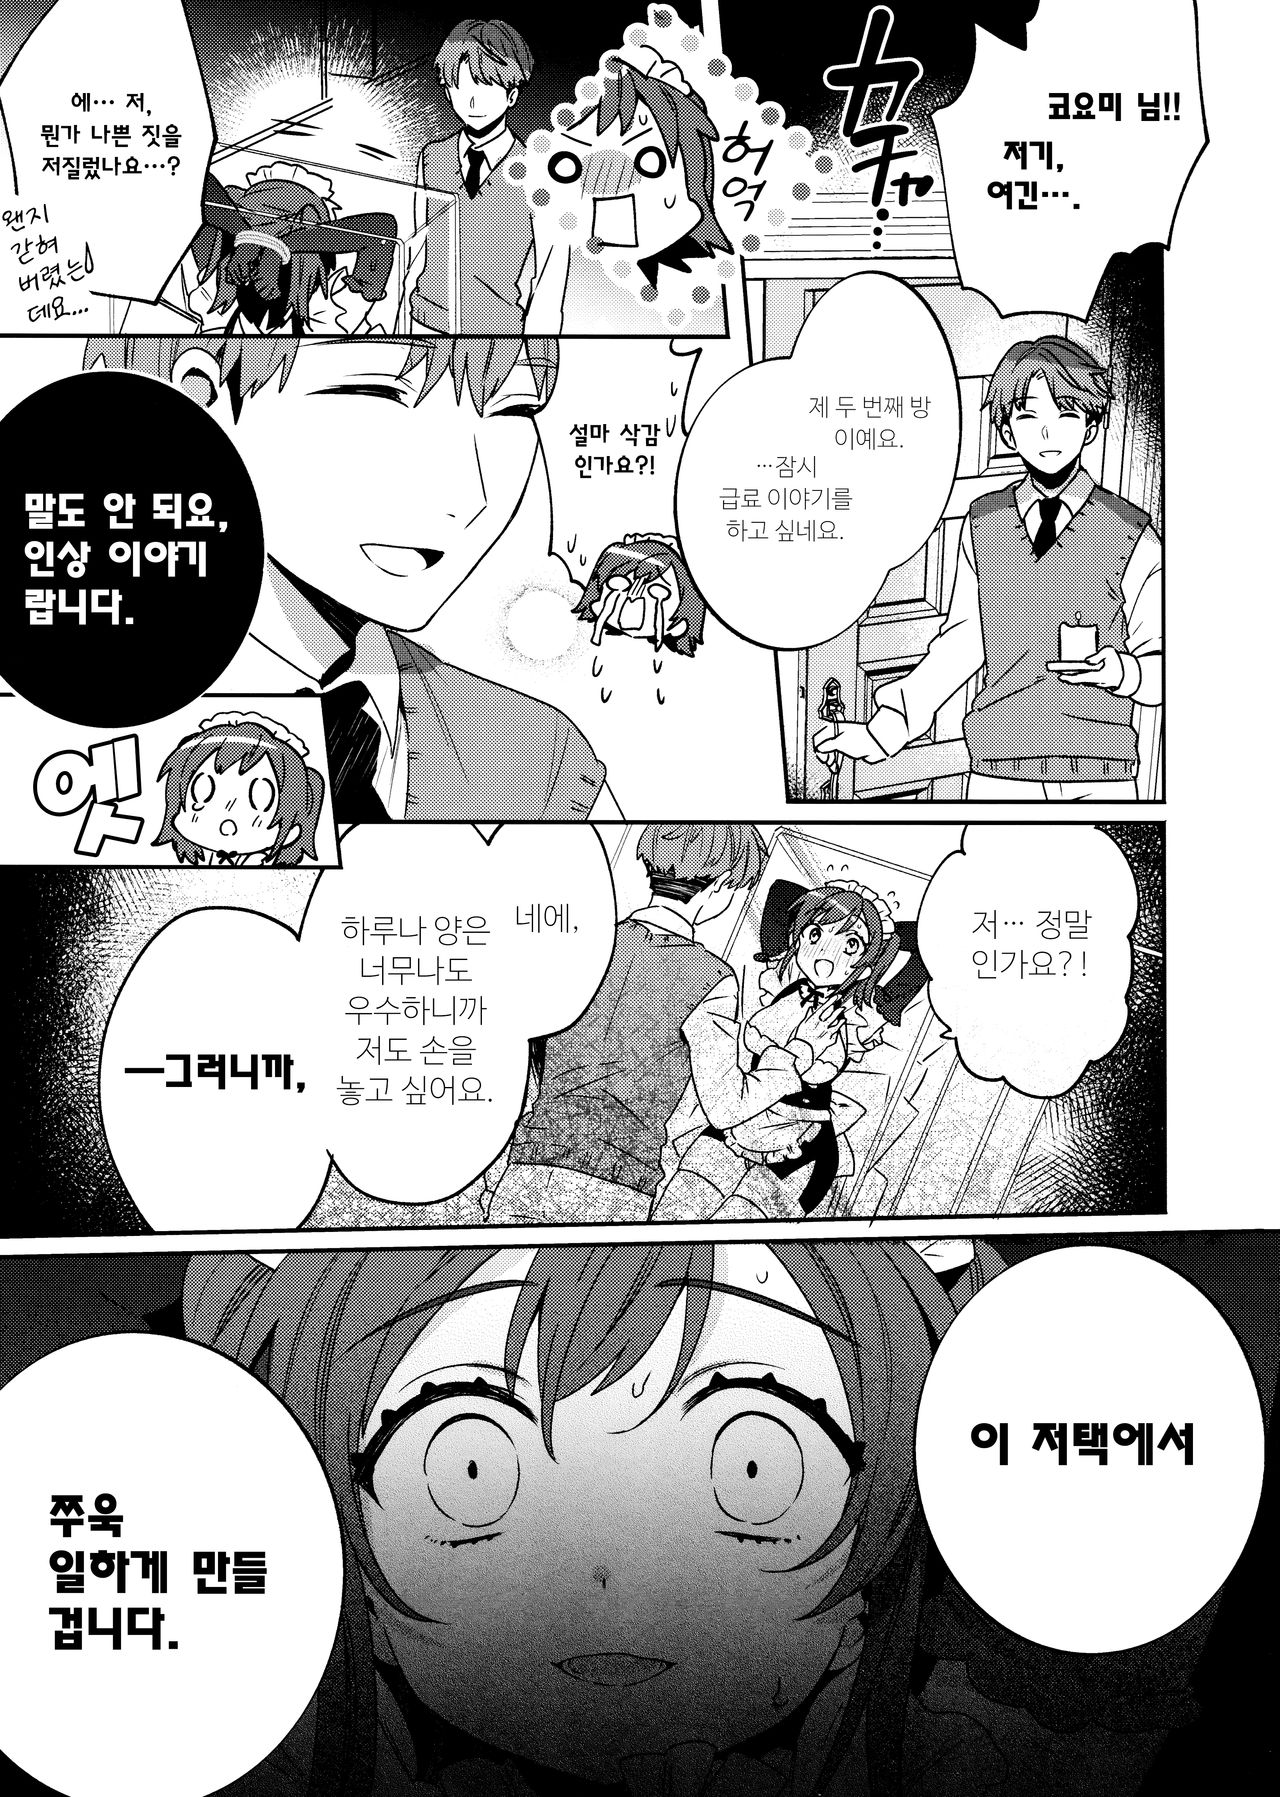 코요미 님!!
저기,
여긴….
カチャ…
제 두 번째 방
이예요.
…잠시
급료 이야기를
하고 싶네요.
허억
에… 저,
뭔가 나쁜 짓을
저질렀나요…?
왠지
갇혀
버렸는
데요…
설마 삭감
인가요?!
말도 안 되요,
인상 이야기
랍니다.
엣
저… 정말
인가요?!
네에,
하루나 양은
너무나도
우수하니까
저도 손을
놓고 싶어요.
—그러니까,
이 저택에서
쭈욱
일하게 만들
겁니다.